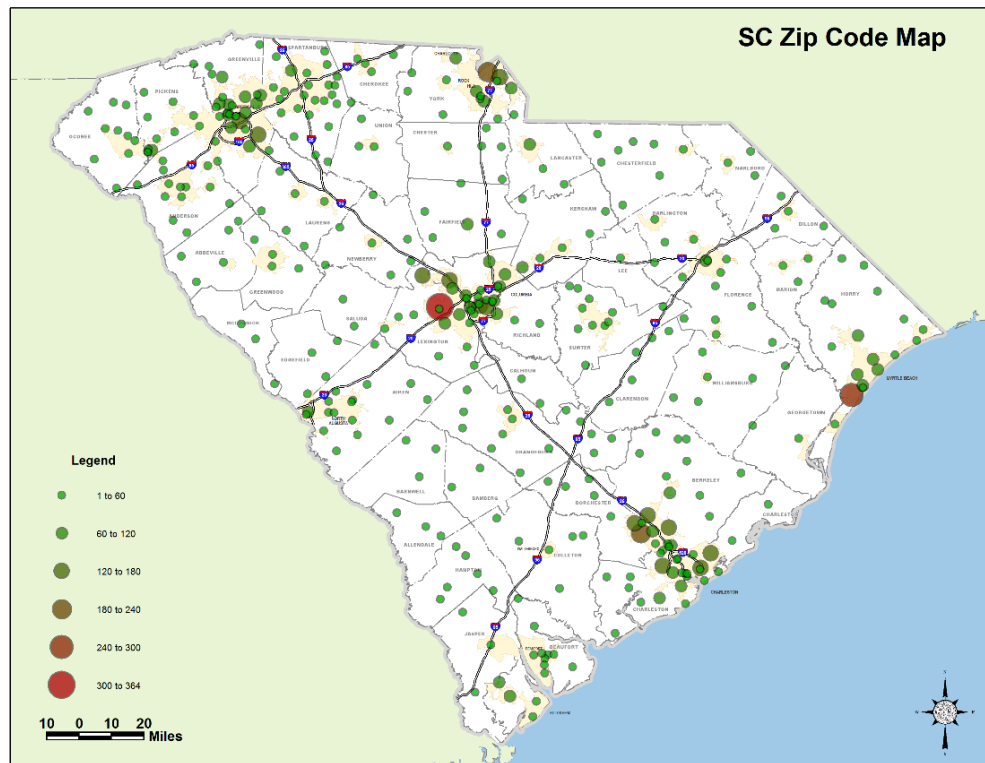 SC Zip Code Map
SPARTANBURG
GREENVILLE
CHEROKEE
PICKENS
ROCK
HILL
YORK
OCONEE
UNION
CHESTER
LANCASTER
CHESTERFIELD
MARLBORO
ANDERSON
LAURENS
FAIRFIELD
KERSHAW
DARLINGTON
DILLON
ABBEVILLE
NEWBERRY
LEE
GREENWOOD
FLORENCE
MARION
HORRY
COLUMBIA
SALUDA
RICHLAND
LEXINGTON
SUMTER
EDGEFIELD
CALHOUN
MYRTLE BEACH
AIKEN
WILLIAMSBURG
CLARENDON
GEORGETOWN
NORTH
AUGUSTA
ORANGEBURG
BERKELEY
BARNWELL
BAMBERG
DORCHESTER
CHARLESTON
ALLENDALE
COLLETON
HAMPTON
CHARLESTON
CHARLESTON
JASPER
BEAUFORT
Legend
1 to 60
60 to 120
120 to 180
180 to 240
240 to 300
300 to 364
10 0 10 20
Miles